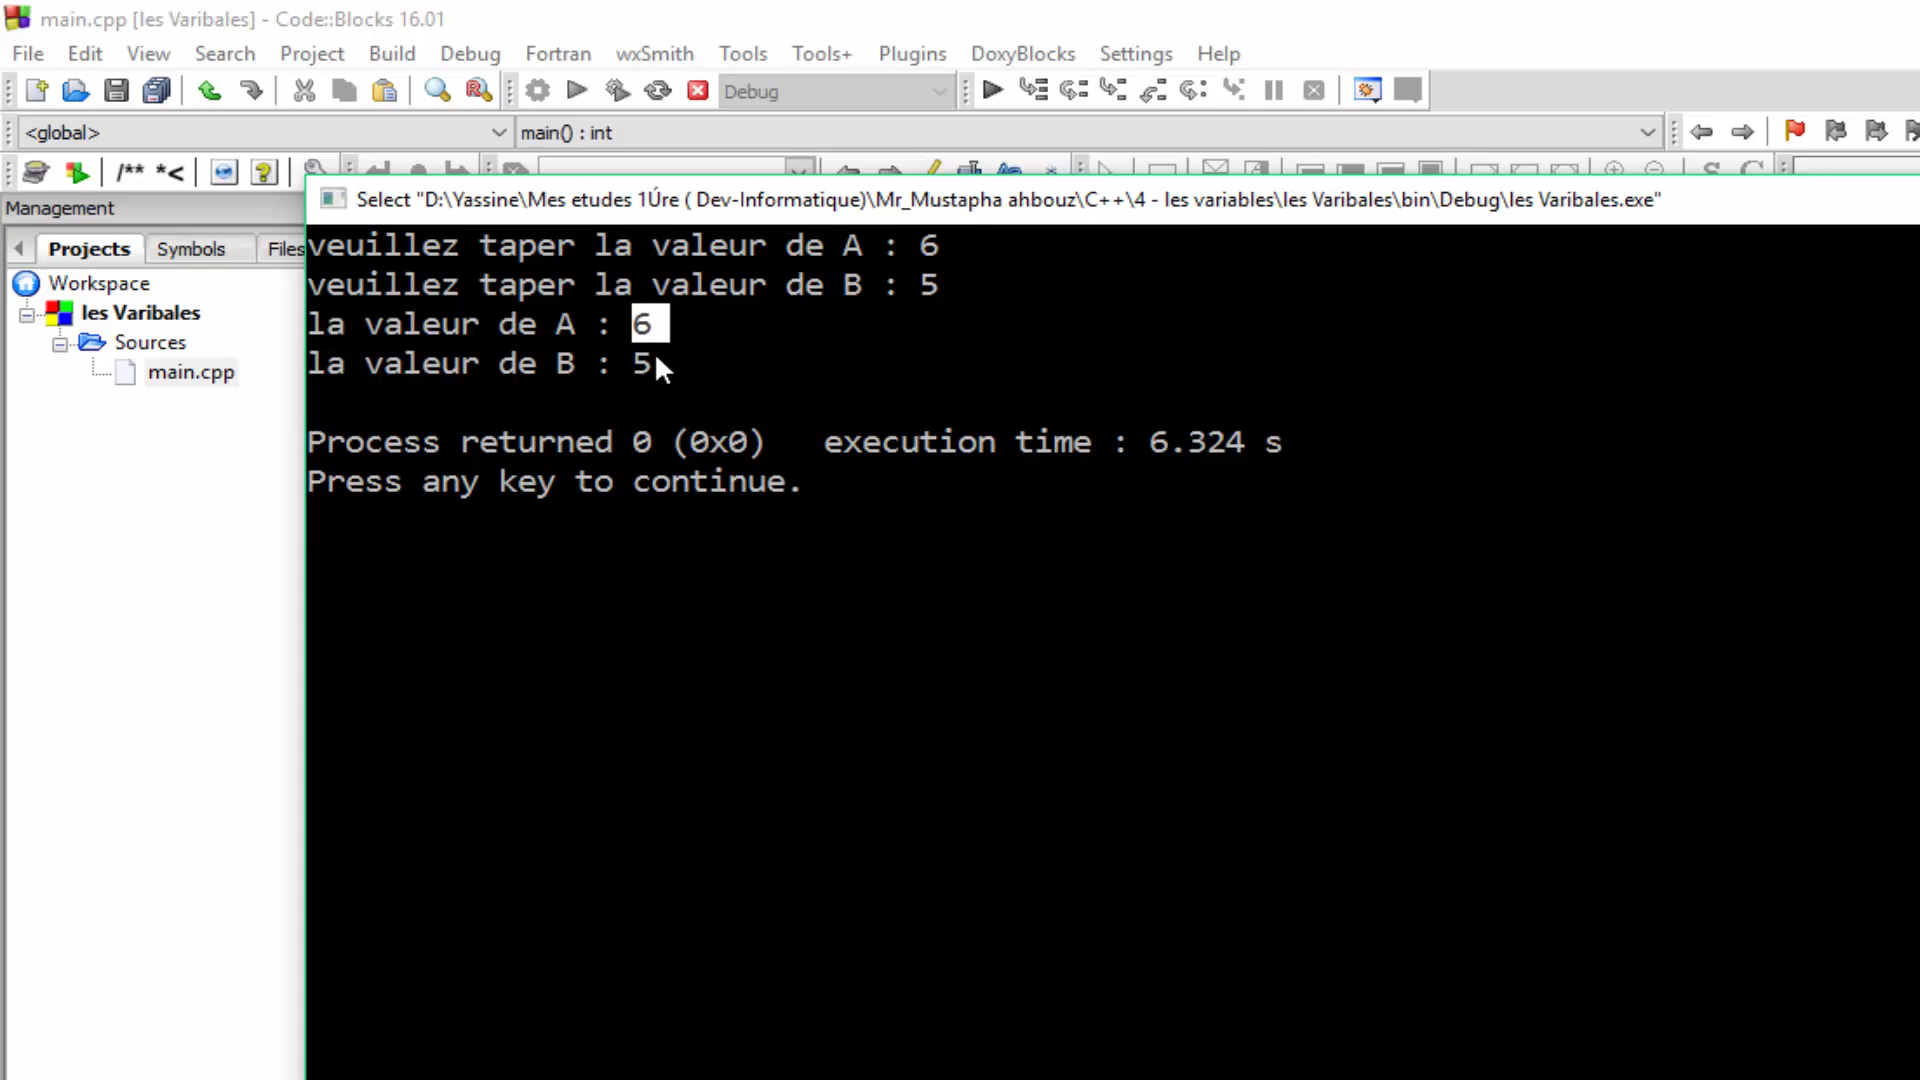 main.cpp [les Varibales] - Code::Blocks 16.01
File Edit View Search Project Build Debug Fortran wxSmith Tools Tools+ Plugins DoxyBlocks Settings Help
Debug
<global> main() : int
/** *<
Management
Select "D:\Yassine\Mes etudes 1Úre ( Dev-Informatique)\Mr_Mustapha ahbouz\C++\4 - les variables\les Varibales\bin\Debug\les Varibales.exe"
Projects Symbols Files
Workspace
les Varibales
Sources
main.cpp
veuillez taper la valeur de A : 6
veuillez taper la valeur de B : 5
la valeur de A : 6
la valeur de B : 5
Process returned 0 (0x0) execution time : 6.324 s
Press any key to continue.